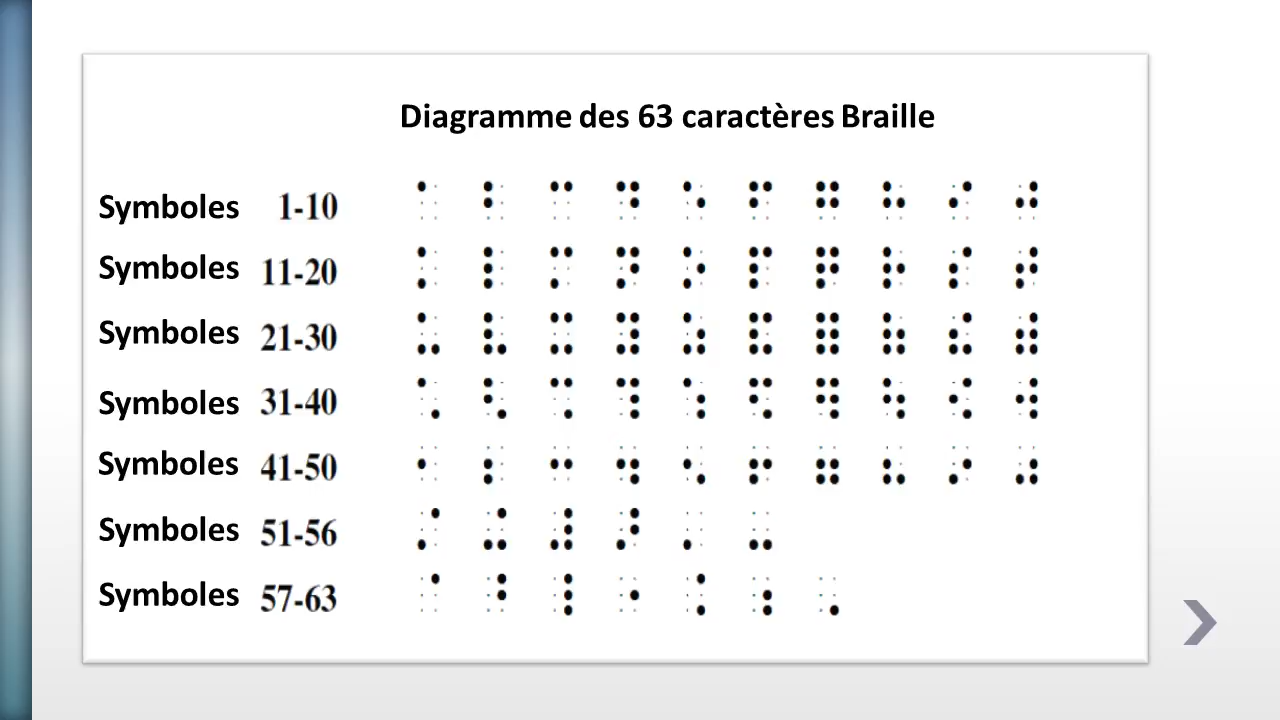 Diagramme des 63 caractères Braille
Symboles 1-10 ⠁ ⠃ ⠉ ⠙ ⠑ ⠋ ⠛ ⠓ ⠊ ⠚
Symboles 11-20 ⠅ ⠇ ⠍ ⠝ ⠕ ⠏ ⠟ ⠗ ⠎ ⠞
Symboles 21-30 ⠥ ⠧ ⠭ ⠽ ⠵ ⠯ ⠿ ⠷ ⠮ ⠾
Symboles 31-40 ⠡ ⠣ ⠩ ⠹ ⠱ ⠫ ⠻ ⠳ ⠪ ⠺
Symboles 41-50 ⠂ ⠆ ⠒ ⠲ ⠢ ⠖ ⠶ ⠦ ⠔ ⠴
Symboles 51-56 ⠌ ⠬ ⠼ ⠜ ⠄ ⠤
Symboles 57-63 ⠈ ⠘ ⠸ ⠐ ⠨ ⠰ ⠠